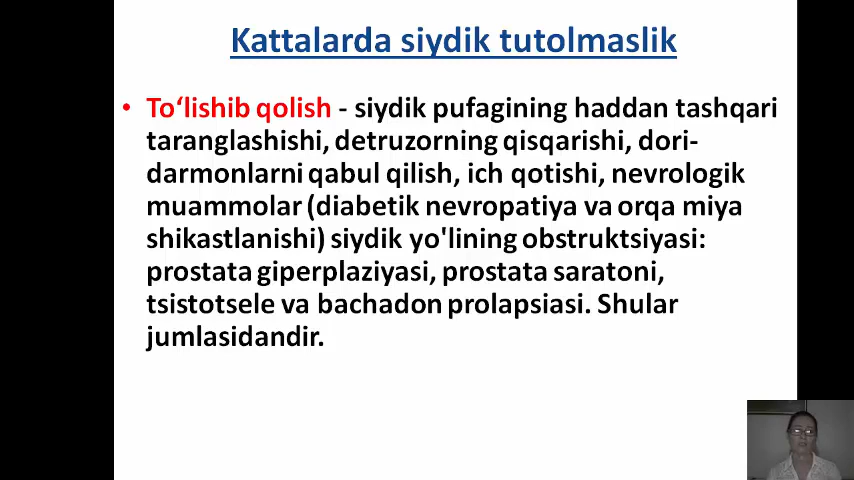 Kattalarda siydik tutolmaslik
• To‘lishib qolish - siydik pufagining haddan tashqari
taranglashishi, detruzorning qisqarishi, dori-
darmonlarni qabul qilish, ich qotishi, nevrologik
muammolar (diabetik nevropatiya va orqa miya
shikastlanishi) siydik yo'lining obstruktsiyasi:
prostata giperplaziyasi, prostata saratoni,
tsistotsele va bachadon prolapsiasi. Shular
jumlasidandir.